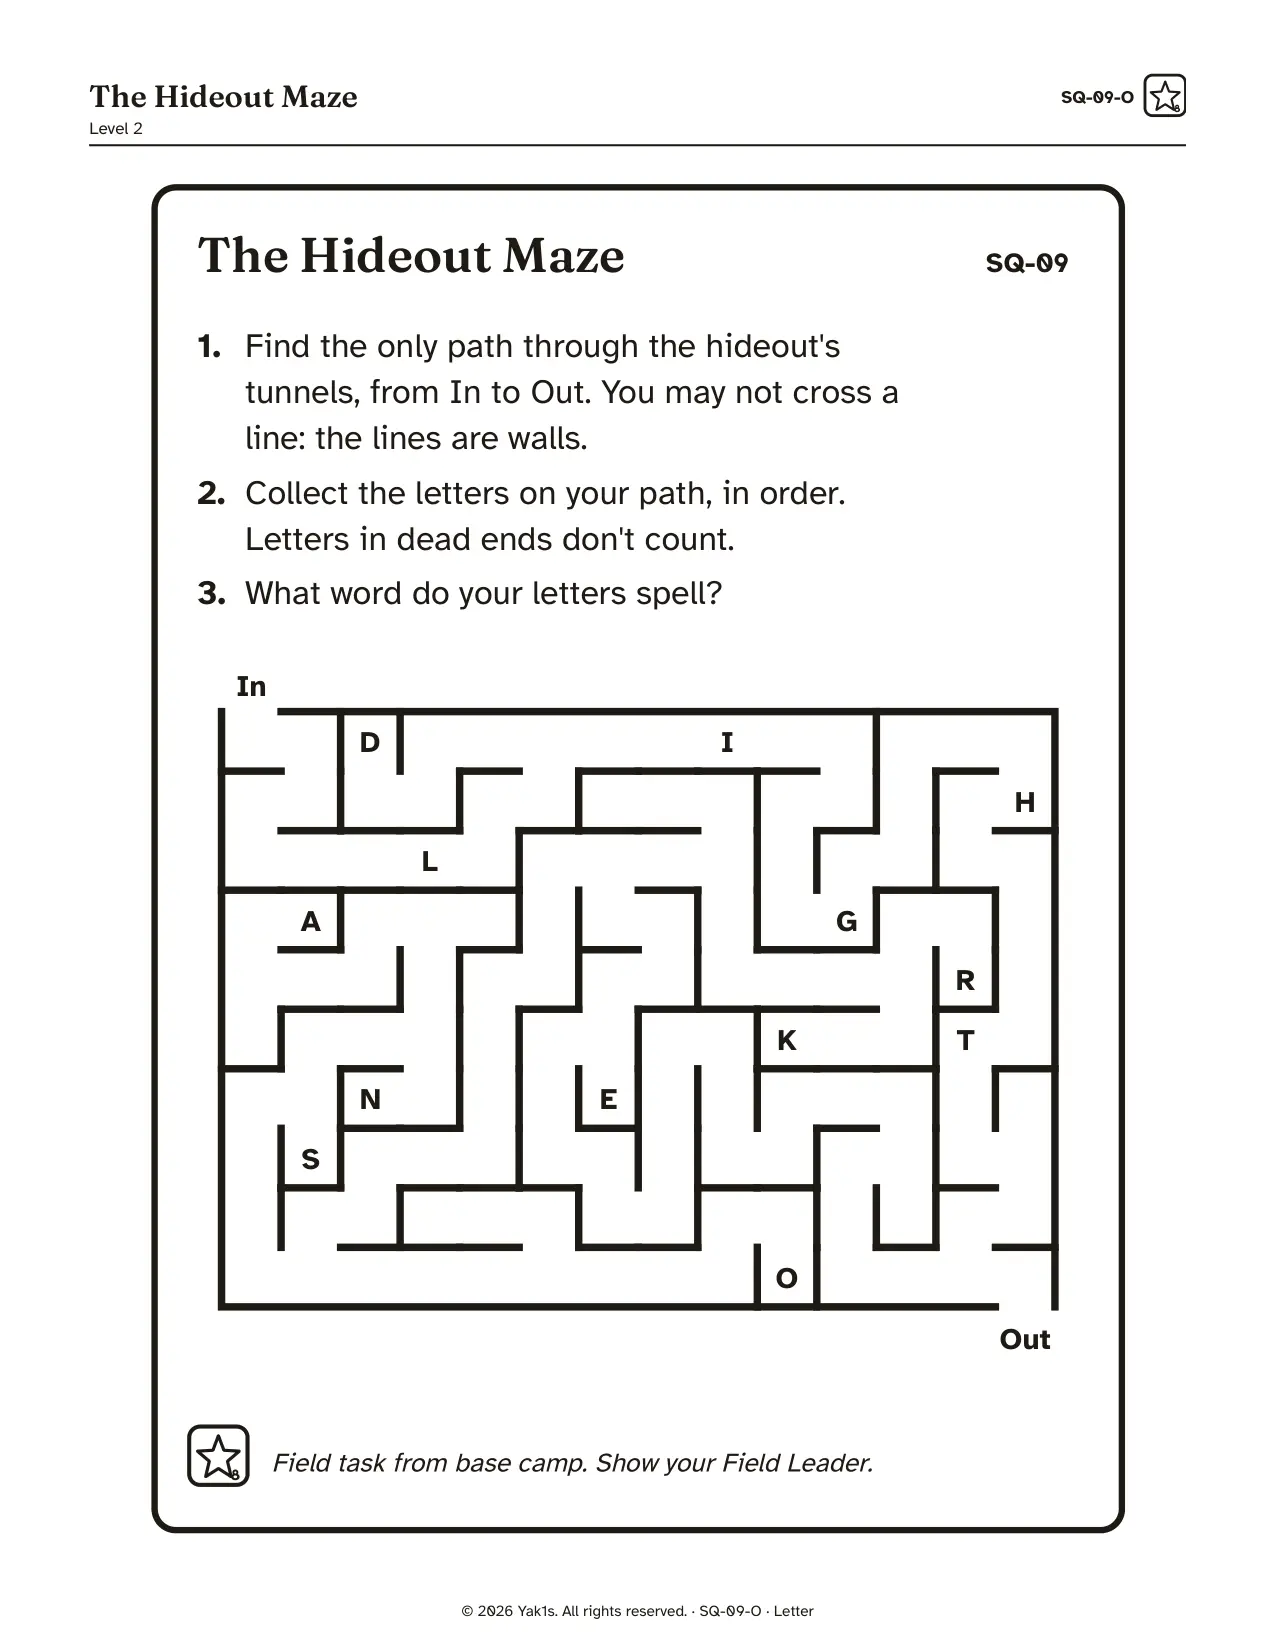 The Hideout Maze
SQ-09-O
8
Level 2
The Hideout Maze
SQ-09
1. Find the only path through the hideout's
tunnels, from In to Out. You may not cross a
line: the lines are walls.
2. Collect the letters on your path, in order.
Letters in dead ends don't count.
3. What word do your letters spell?
In
D I
H
L
A G
R
K T
N E
S
O
Out
8
Field task from base camp. Show your Field Leader.
© 2026 Yak1s. All rights reserved. · SQ-09-O · Letter